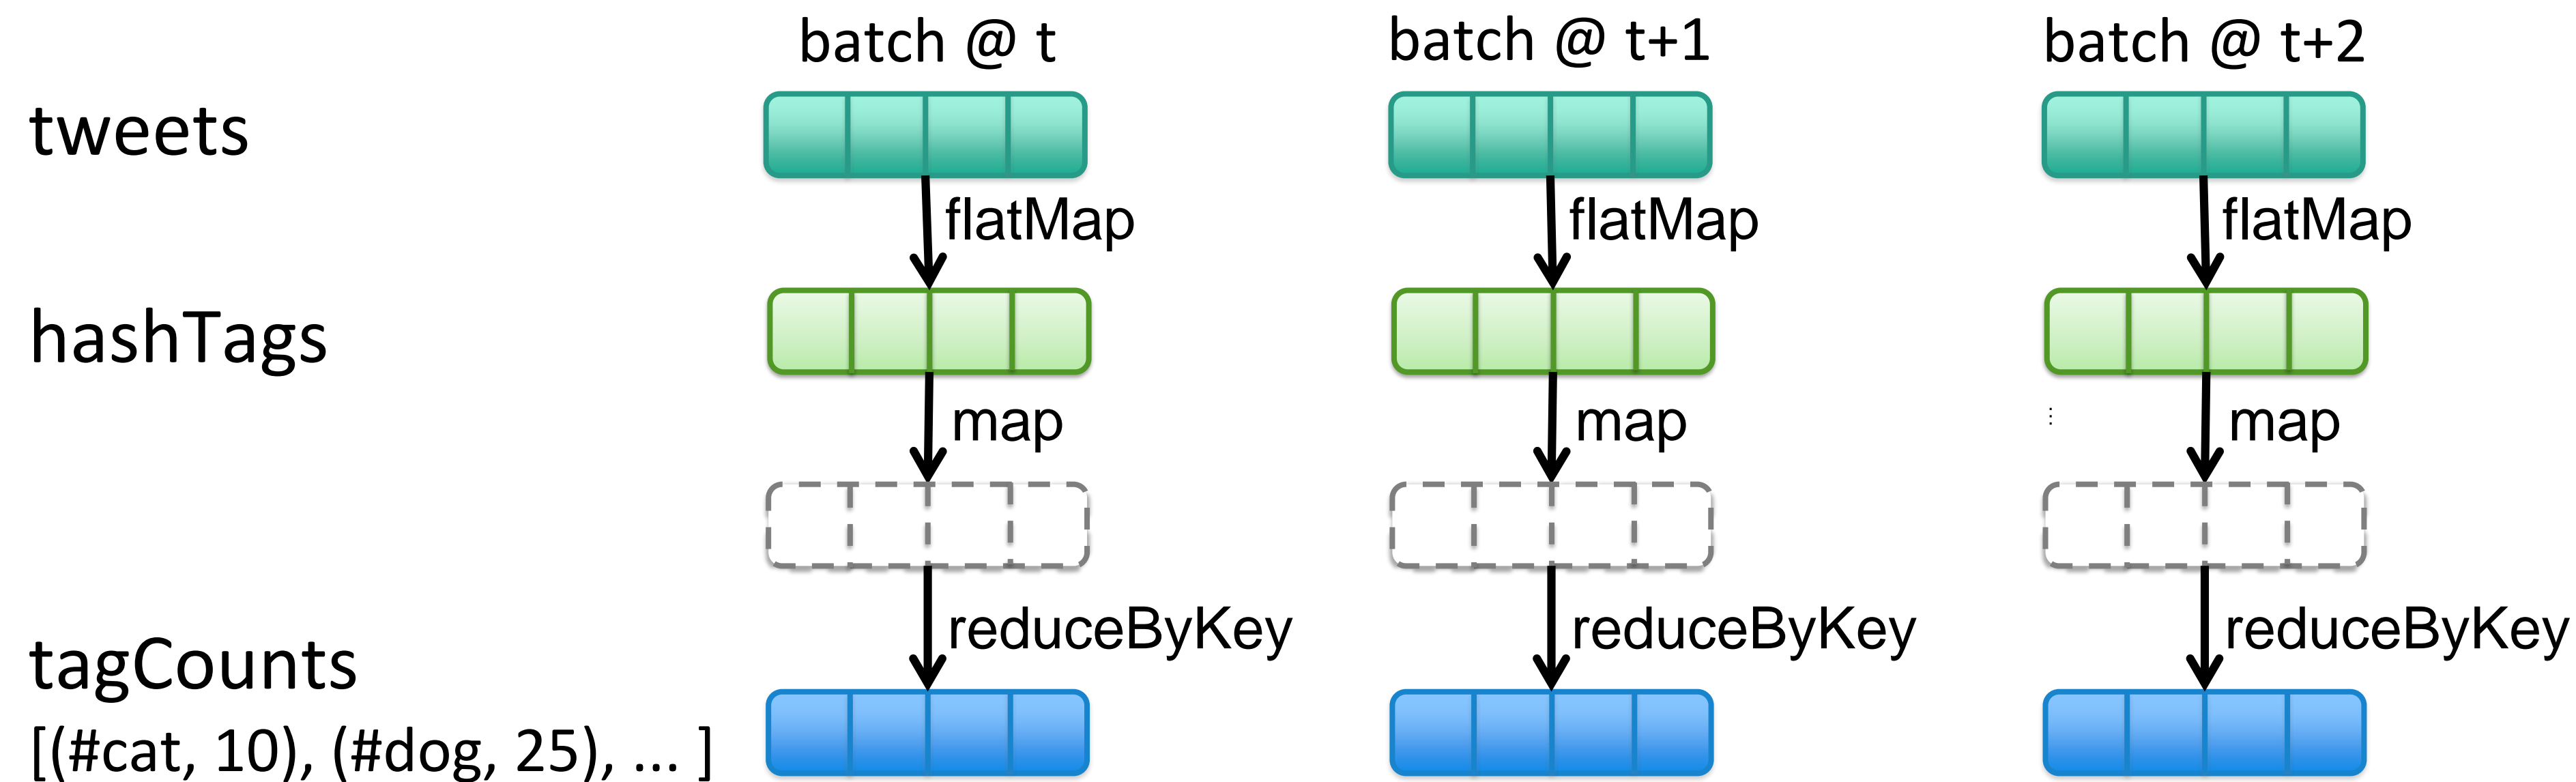 batch @ t
batch @ t+1
batch @ t+2
tweets
flatMap
flatMap
flatMap
hashTags
map
map
...
map
reduceByKey
reduceByKey
reduceByKey
tagCounts
[(#cat, 10), (#dog, 25), ... ]